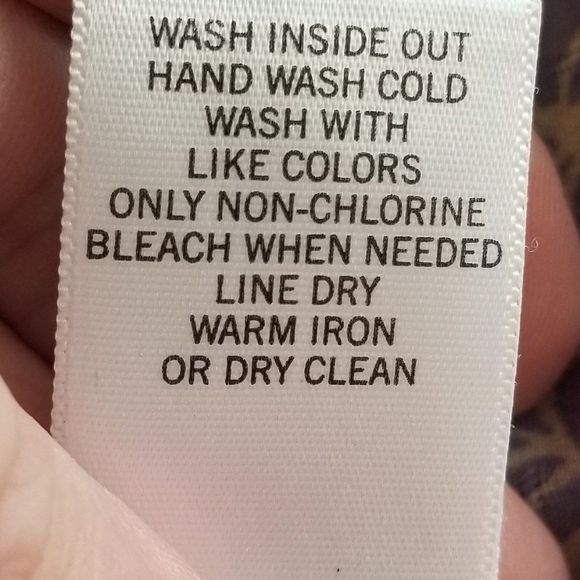 WASH INSIDE OUT
HAND WASH COLD
WASH WITH
LIKE COLORS
ONLY NON-CHLORINE
BLEACH WHEN NEEDED
LINE DRY
WARM IRON
OR DRY CLEAN